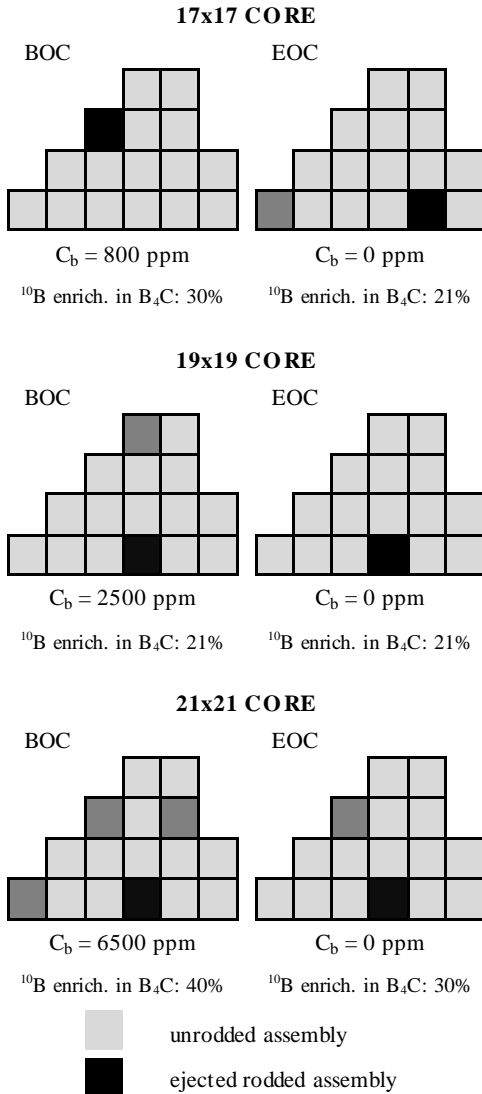 17x17 CORE
BOC EOC
C_b = 800 ppm C_b = 0 ppm
¹⁰B enrich. in B₄C: 30% ¹⁰B enrich. in B₄C: 21%
19x19 CORE
BOC EOC
C_b = 2500 ppm C_b = 0 ppm
¹⁰B enrich. in B₄C: 21% ¹⁰B enrich. in B₄C: 21%
21x21 CORE
BOC EOC
C_b = 6500 ppm C_b = 0 ppm
¹⁰B enrich. in B₄C: 40% ¹⁰B enrich. in B₄C: 30%
unrodded assembly
ejected rodded assembly